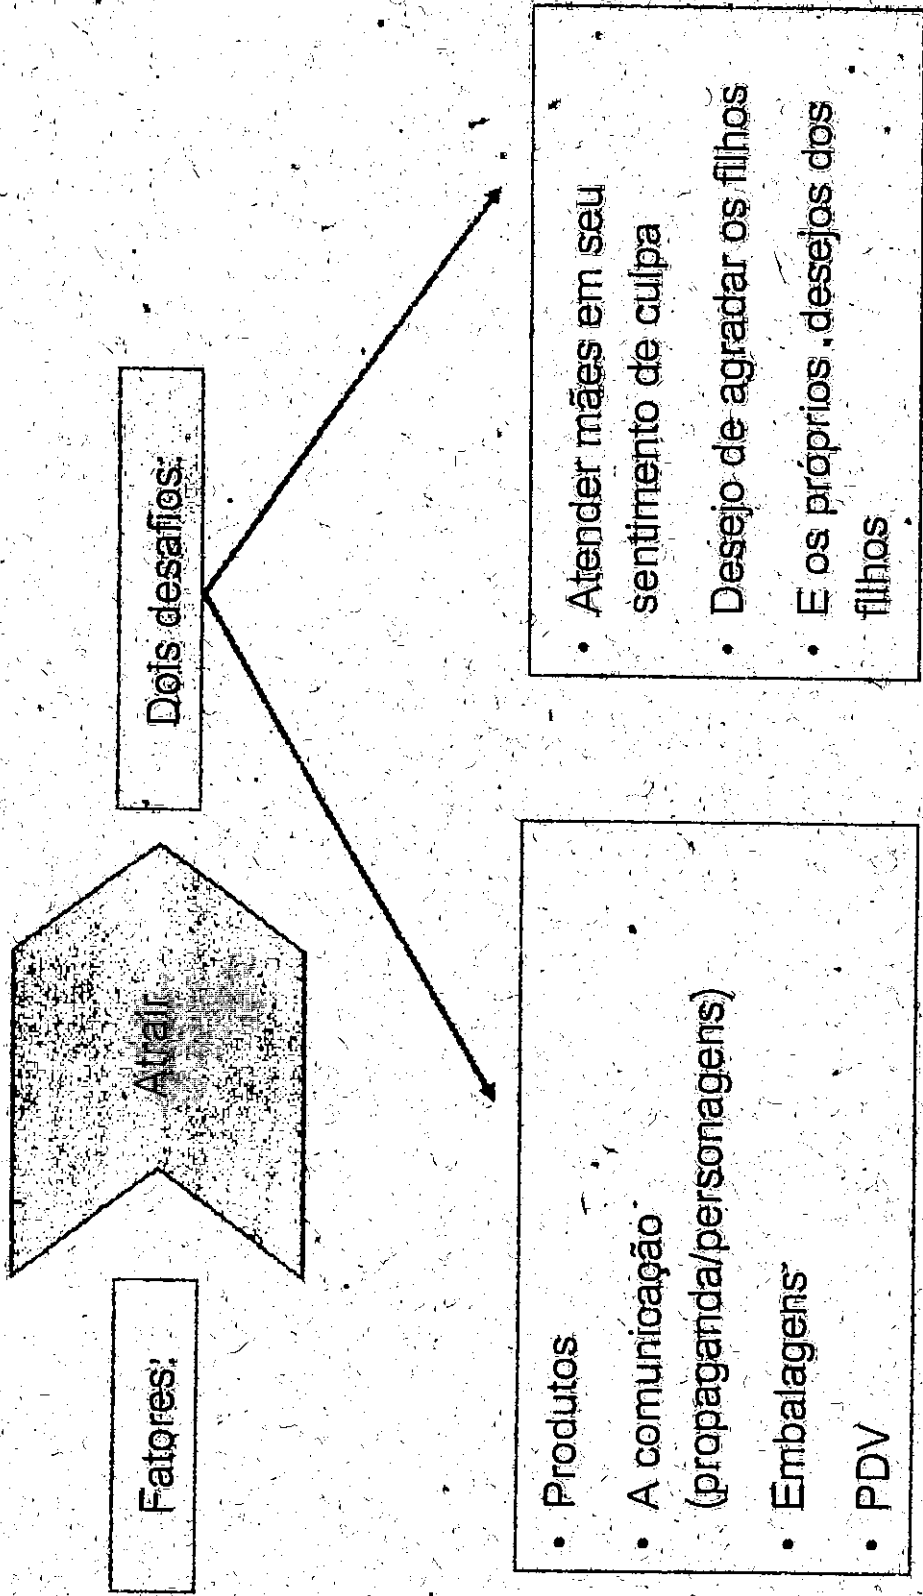 Fatores:
Atrair
Dois desafios:
• Produtos
• A comunicação
(propaganda/personagens)
• Embalagens
• PDV
• Atender mães em seu
sentimento de culpa
• Desejo de agradar os filhos
• E os próprios desejos dos
filhos